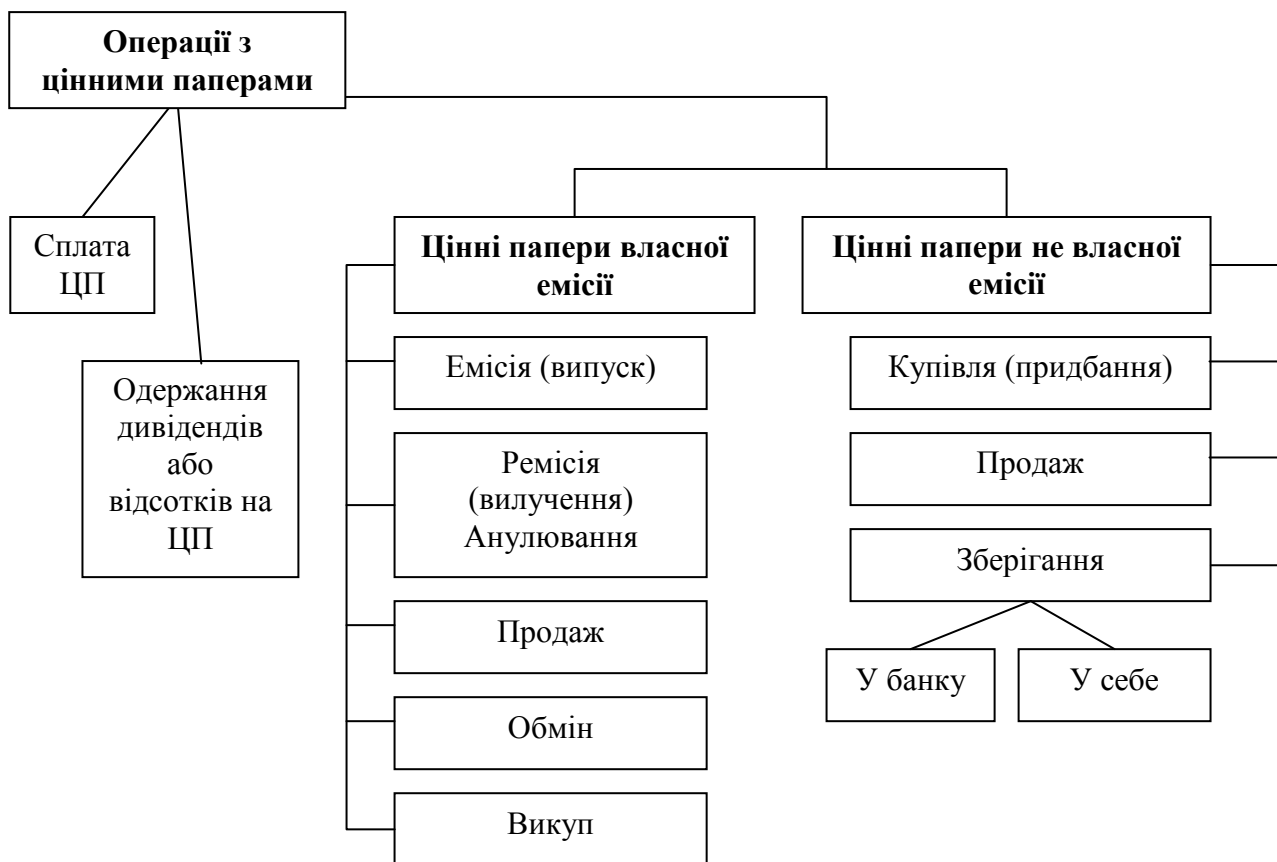 Операції з
цінними паперами
Сплата
ЦП
Одержання
дивідендів
або
відсотків на
ЦП
Цінні папери власної
емісії
Емісія (випуск)
Ремісія
(вилучення)
Анулювання
Продаж
Обмін
Викуп
Цінні папери не власної
емісії
Купівля (придбання)
Продаж
Зберігання
У банку
У себе